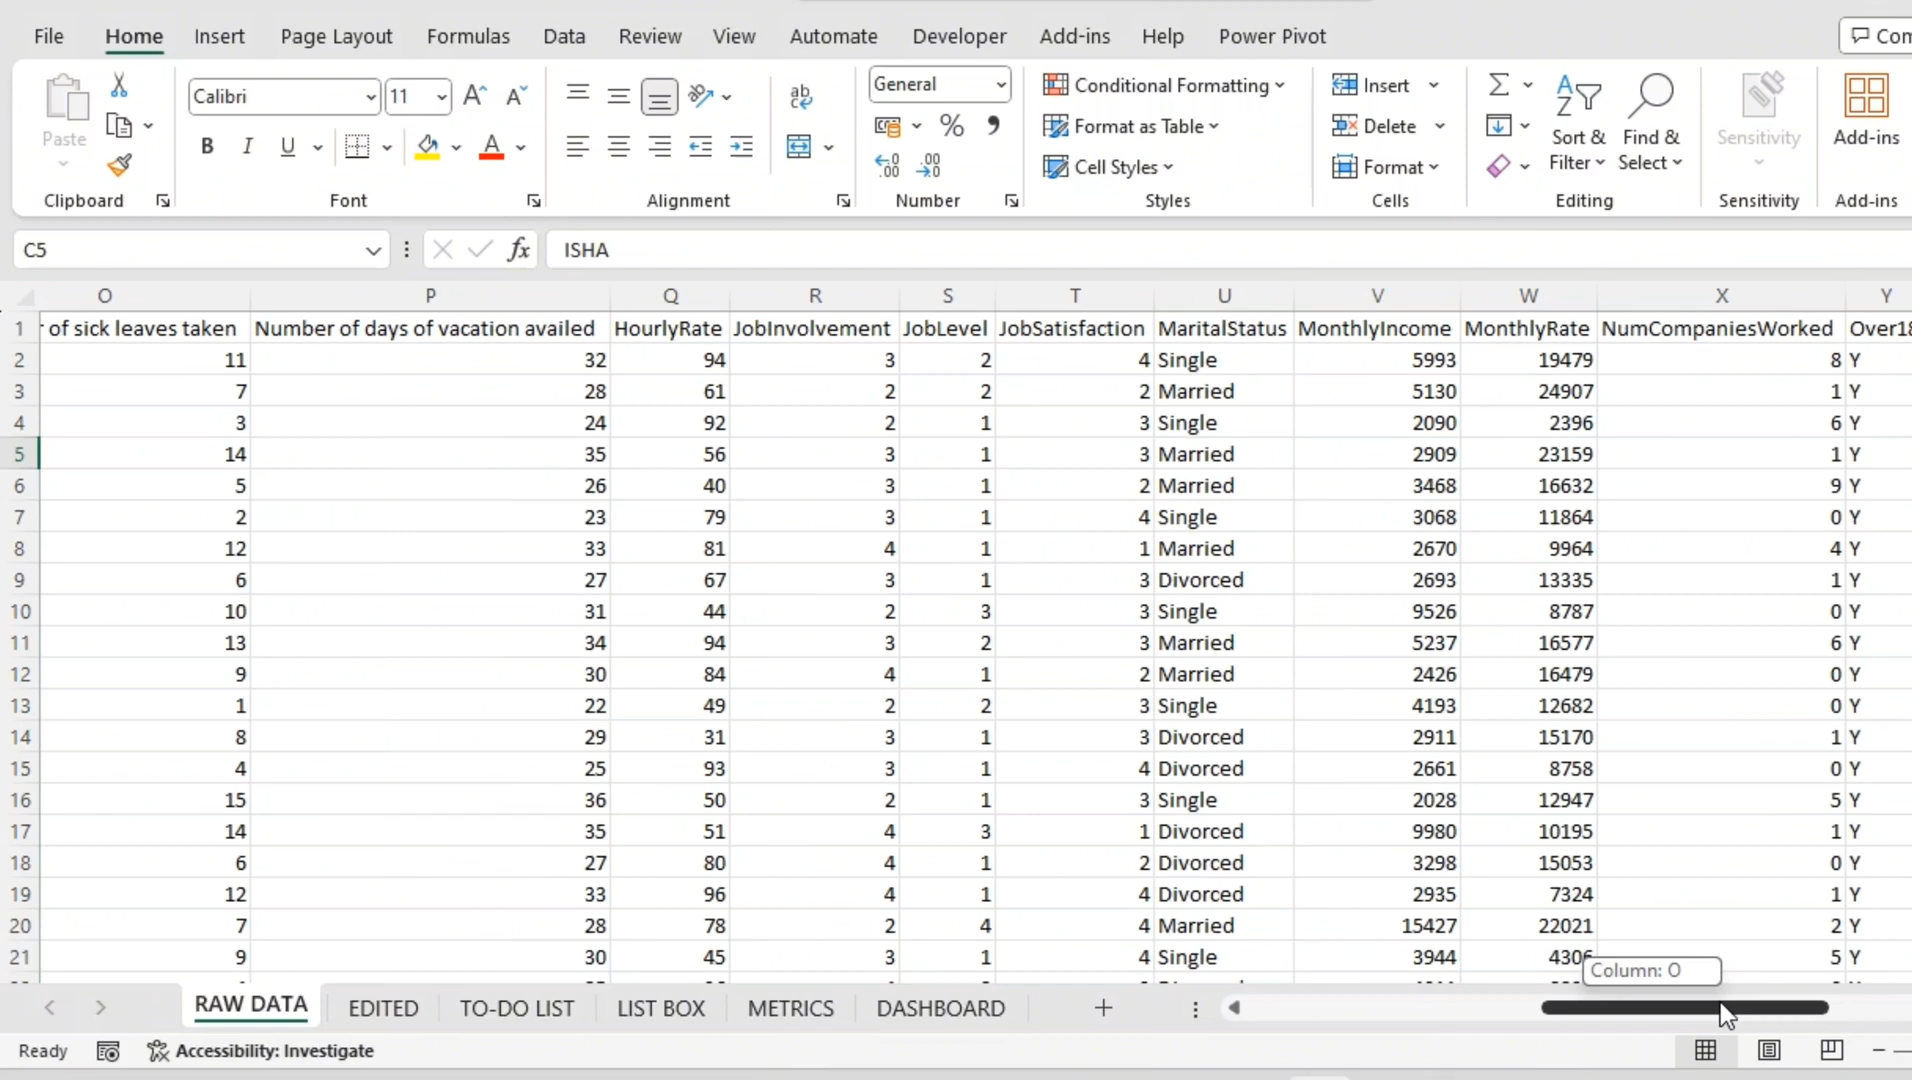 File Home Insert Page Layout Formulas Data Review View Automate Developer Add-ins Help Power Pivot
Paste
Clipboard
Calibri 11
B I U A
Font
ab
Alignment
General
% 
Number
Conditional Formatting
Format as Table
Cell Styles
Styles
Insert
Delete
Format
Cells
Sort & Filter
Find & Select
Editing
Sensitivity
Sensitivity
Add-ins
Add-ins
C5 fx ISHA
O P Q R S T U V W X Y
1 of sick leaves taken Number of days of vacation availed HourlyRate JobInvolvement JobLevel JobSatisfaction MaritalStatus MonthlyIncome MonthlyRate NumCompaniesWorked Over18
2 11 32 94 3 2 4 Single 5993 19479 8 Y
3 7 28 61 2 2 2 Married 5130 24907 1 Y
4 3 24 92 2 1 3 Single 2090 2396 6 Y
5 14 35 56 3 1 3 Married 2909 23159 1 Y
6 5 26 40 3 1 2 Married 3468 16632 9 Y
7 2 23 79 3 1 4 Single 3068 11864 0 Y
8 12 33 81 4 1 1 Married 2670 9964 4 Y
9 6 27 67 3 1 3 Divorced 2693 13335 1 Y
10 10 31 44 2 3 3 Single 9526 8787 0 Y
11 13 34 94 3 2 3 Married 5237 16577 6 Y
12 9 30 84 4 1 2 Married 2426 16479 0 Y
13 1 22 49 2 2 3 Single 4193 12682 0 Y
14 8 29 31 3 1 3 Divorced 2911 15170 1 Y
15 4 25 93 3 1 4 Divorced 2661 8758 0 Y
16 15 36 50 2 1 3 Single 2028 12947 5 Y
17 14 35 51 4 3 1 Divorced 9980 10195 1 Y
18 6 27 80 4 1 2 Divorced 3298 15053 0 Y
19 12 33 96 4 1 4 Divorced 2935 7324 1 Y
20 7 28 78 2 4 4 Married 15427 22021 2 Y
21 9 30 45 3 1 4 Single 3944 4306 5 Y
Column: O
RAW DATA EDITED TO-DO LIST LIST BOX METRICS DASHBOARD
Ready Accessibility: Investigate